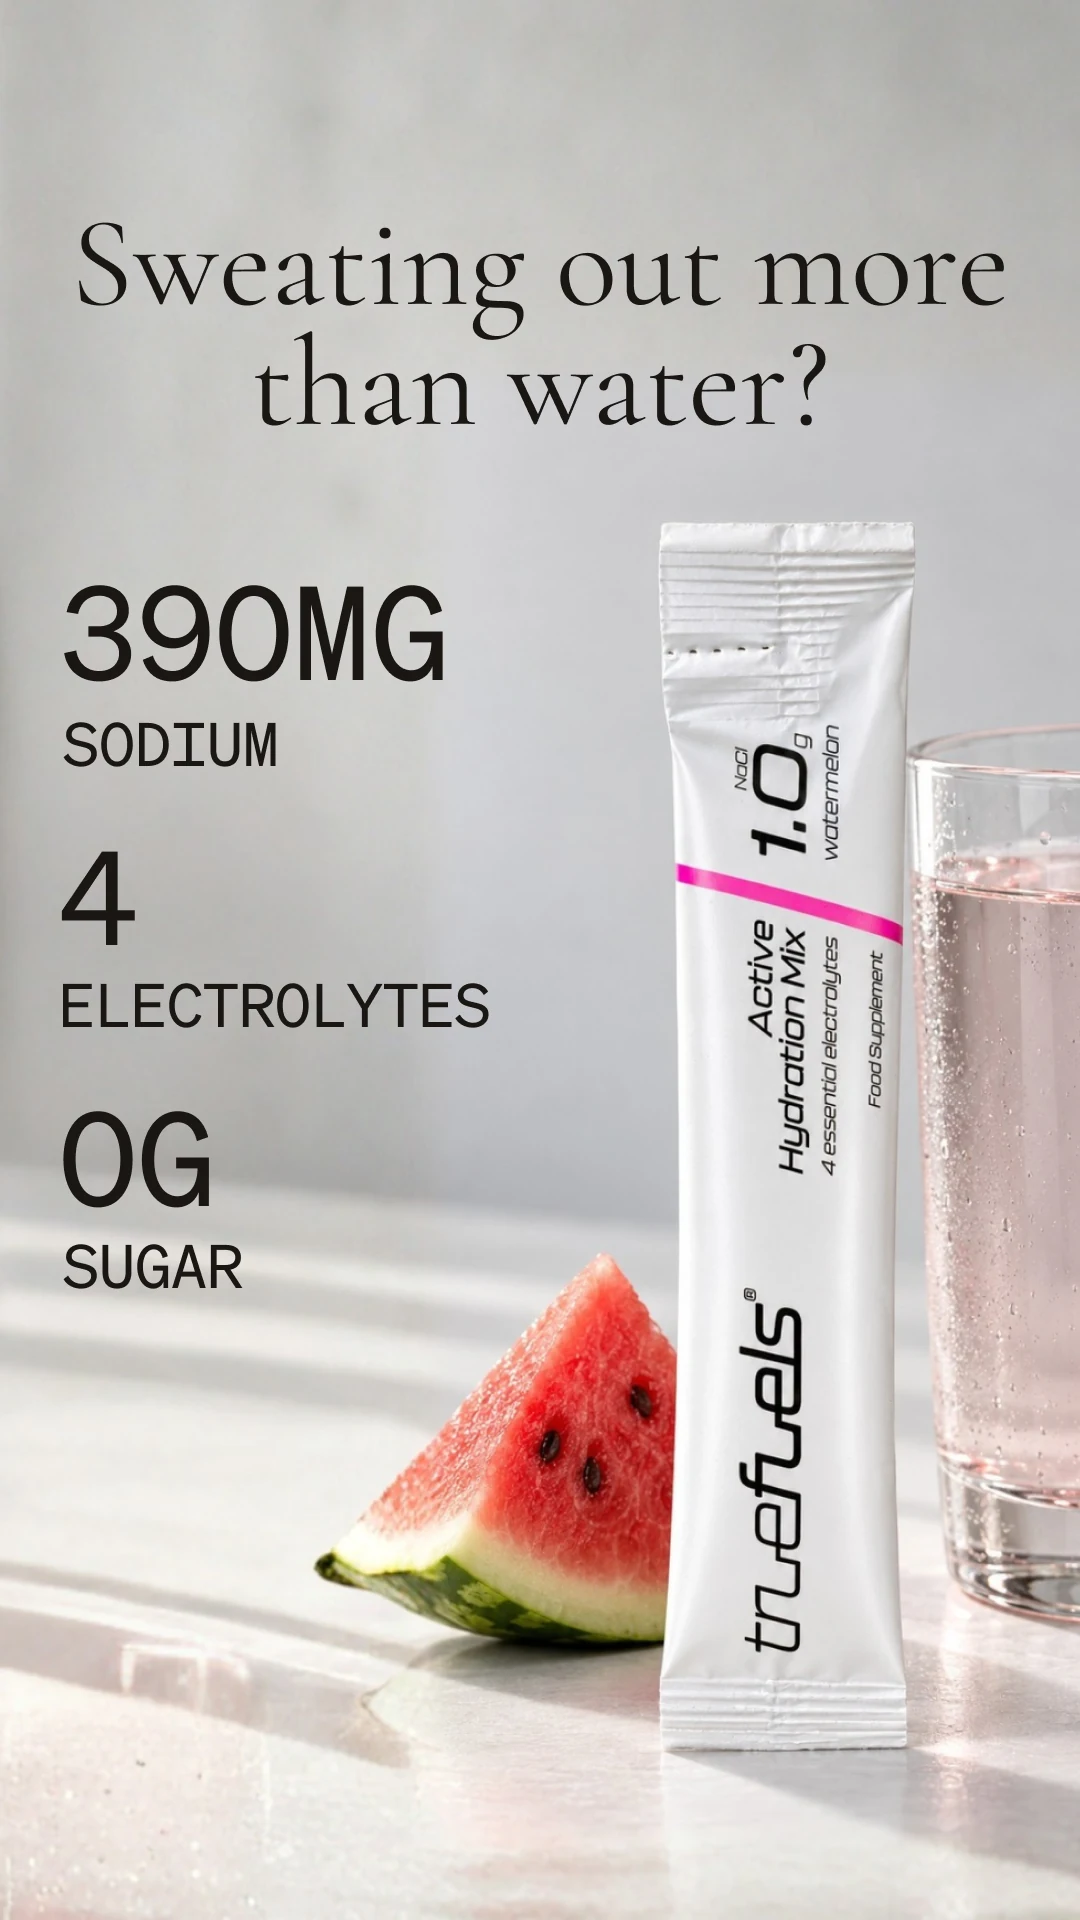 Sweating out more
than water?
390MG
SODIUM
4
ELECTROLYTES
0G
SUGAR
NaCl
1.0g
watermelon
Active
Hydration Mix
4 essential electrolytes
Food Supplement
truefuels®